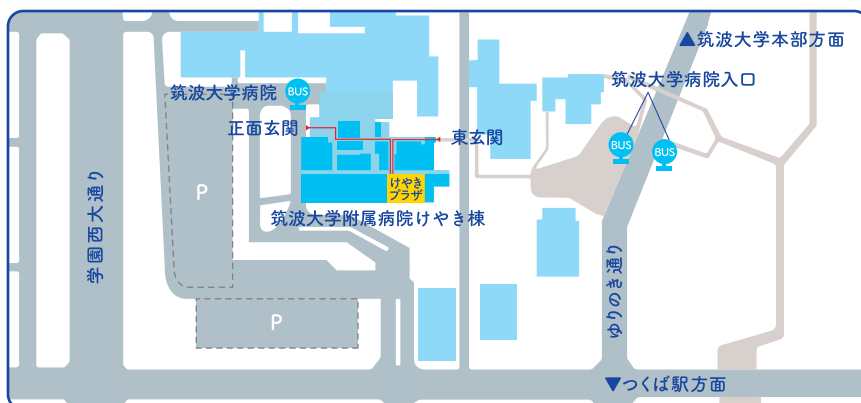 ▲筑波大学本部方面
筑波大学病院入口
筑波大学病院
BUS
正面玄関
東玄関
BUS
BUS
けやき
プラザ
P
筑波大学附属病院けやき棟
学園西大通り
ゆりのき通り
P
▼つくば駅方面